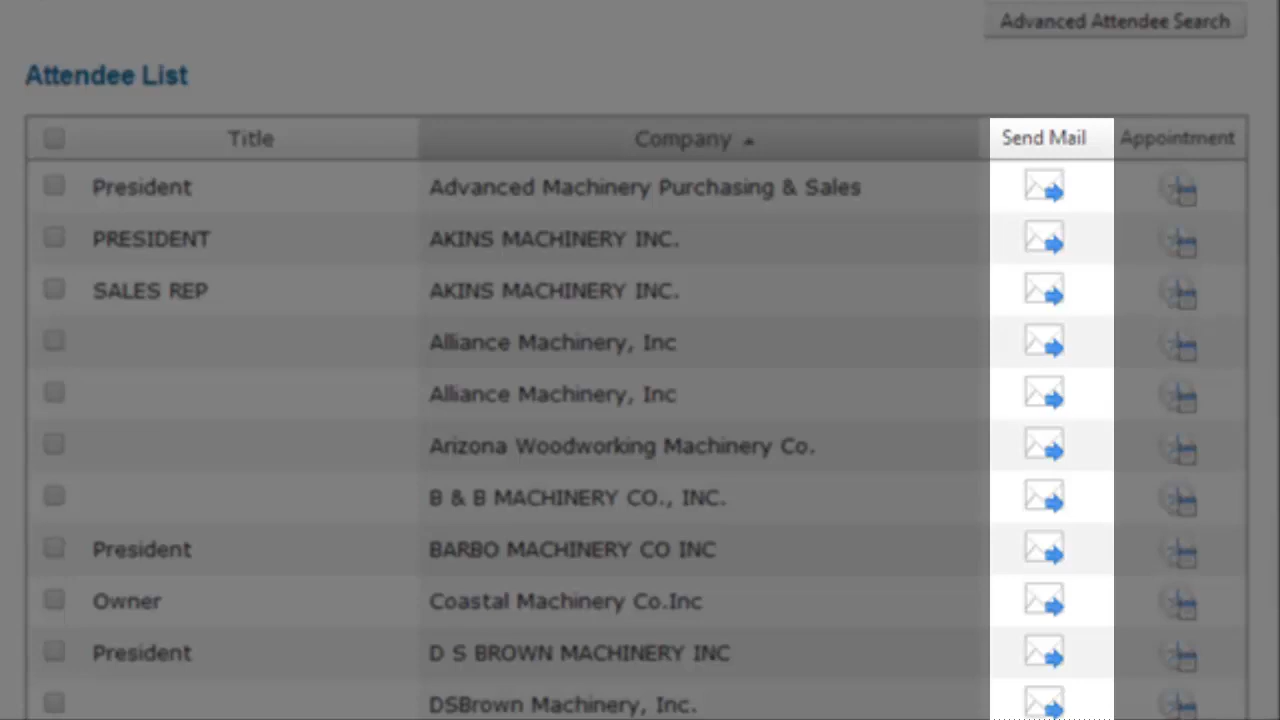 Advanced Attendee Search
Attendee List
Title Company Send Mail Appointment
President Advanced Machinery Purchasing & Sales
PRESIDENT AKINS MACHINERY INC.
SALES REP AKINS MACHINERY INC.
Alliance Machinery, Inc
Alliance Machinery, Inc
Arizona Woodworking Machinery Co.
B & B MACHINERY CO., INC.
President BARBO MACHINERY CO INC
Owner Coastal Machinery Co.Inc
President D S BROWN MACHINERY INC
DSBrown Machinery, Inc.